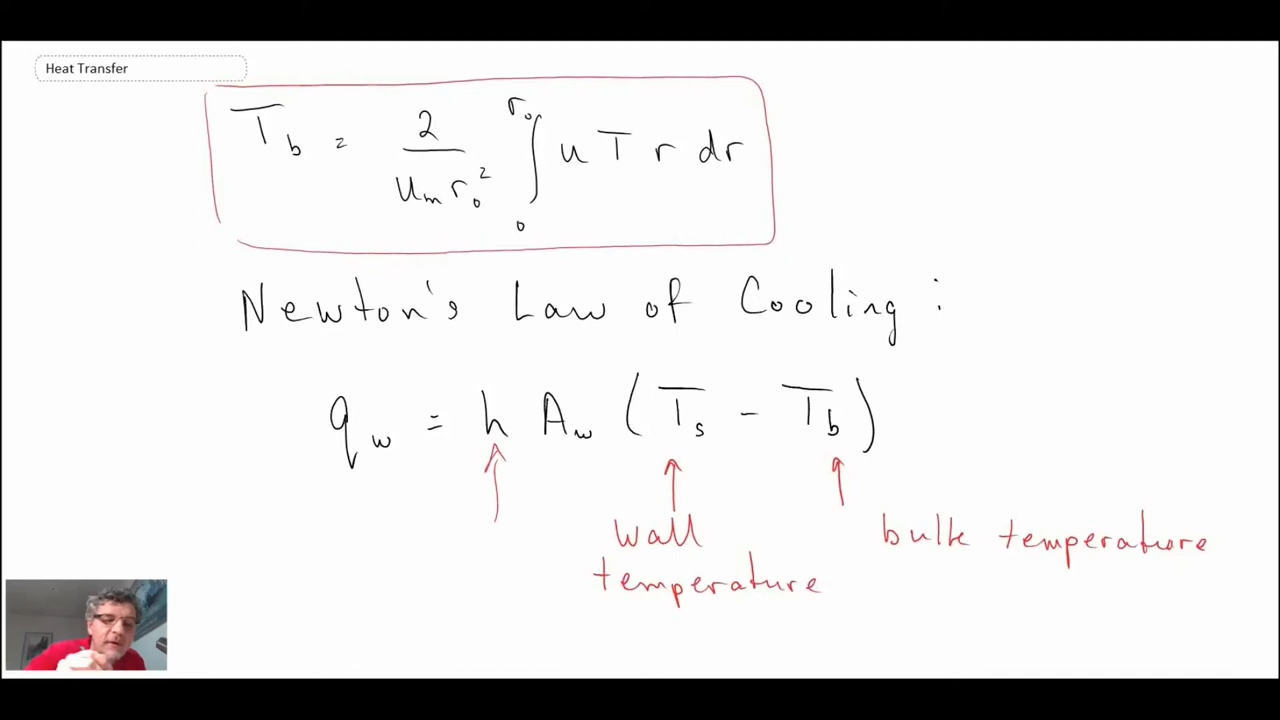 Heat Transfer
T_b = 2 / (u_m r_0^2) ∫_0^{r_0} u T r dr
Newton's Law of Cooling :
q_w = h A_w ( T_s - T_b )
wall
temperature
bulk temperature